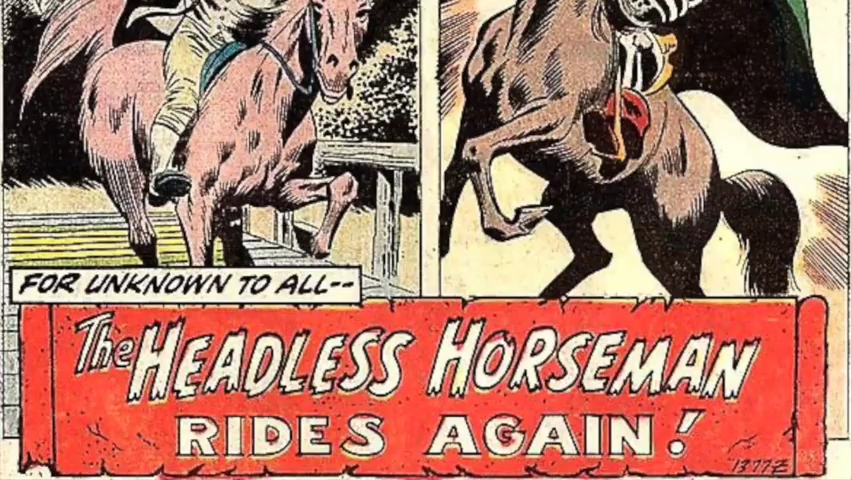 FOR UNKNOWN TO ALL--
The HEADLESS HORSEMAN
RIDES AGAIN!